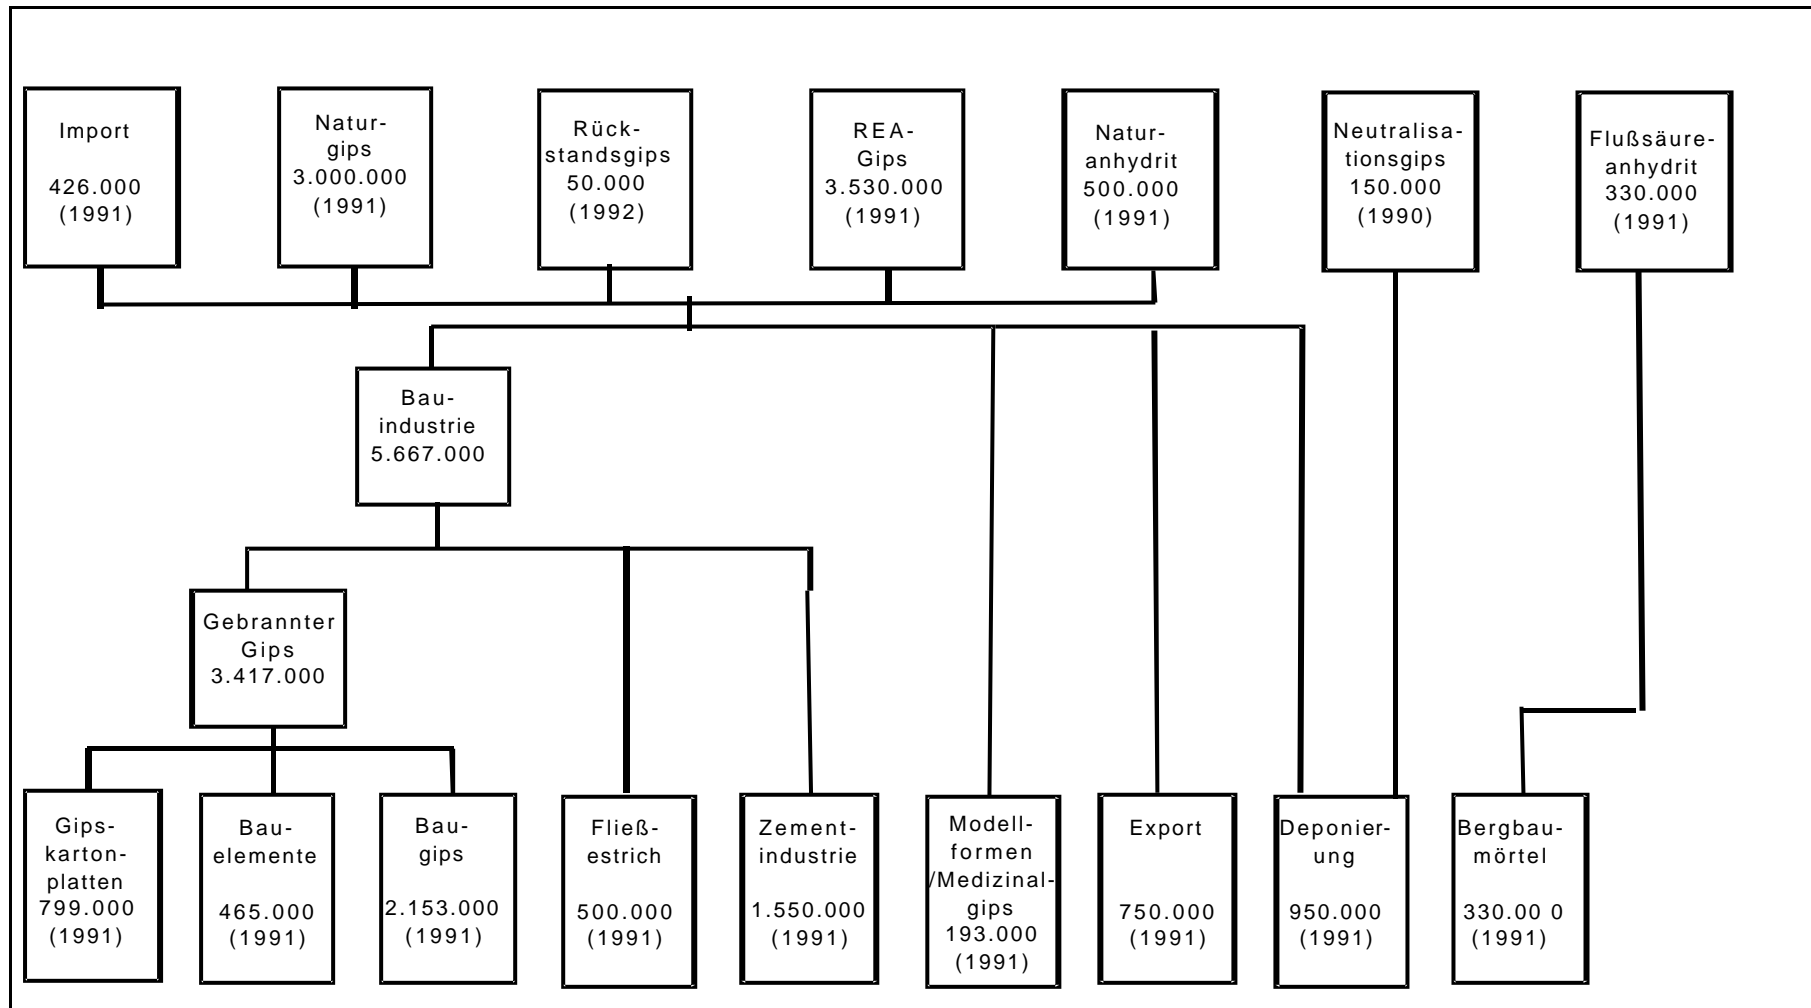 Import
426.000
(1991)
Natur-
gips
3.000.000
(1991)
Rück-
standsgips
50.000
(1992)
REA-
Gips
3.530.000
(1991)
Natur-
anhydrit
500.000
(1991)
Neutralisa-
tionsgips
150.000
(1990)
Flußsäure-
anhydrit
330.000
(1991)
Bau-
industrie
5.667.000
Gebrannter
Gips
3.417.000
Gips-
karton-
platten
799.000
(1991)
Bau-
elemente
465.000
(1991)
Bau-
gips
2.153.000
(1991)
Fließ-
estrich
500.000
(1991)
Zement-
industrie
1.550.000
(1991)
Modell-
formen
/Medizinal-
gips
193.000
(1991)
Export
750.000
(1991)
Deponier-
ung
950.000
(1991)
Bergbau-
mörtel
330.00 0
(1991)